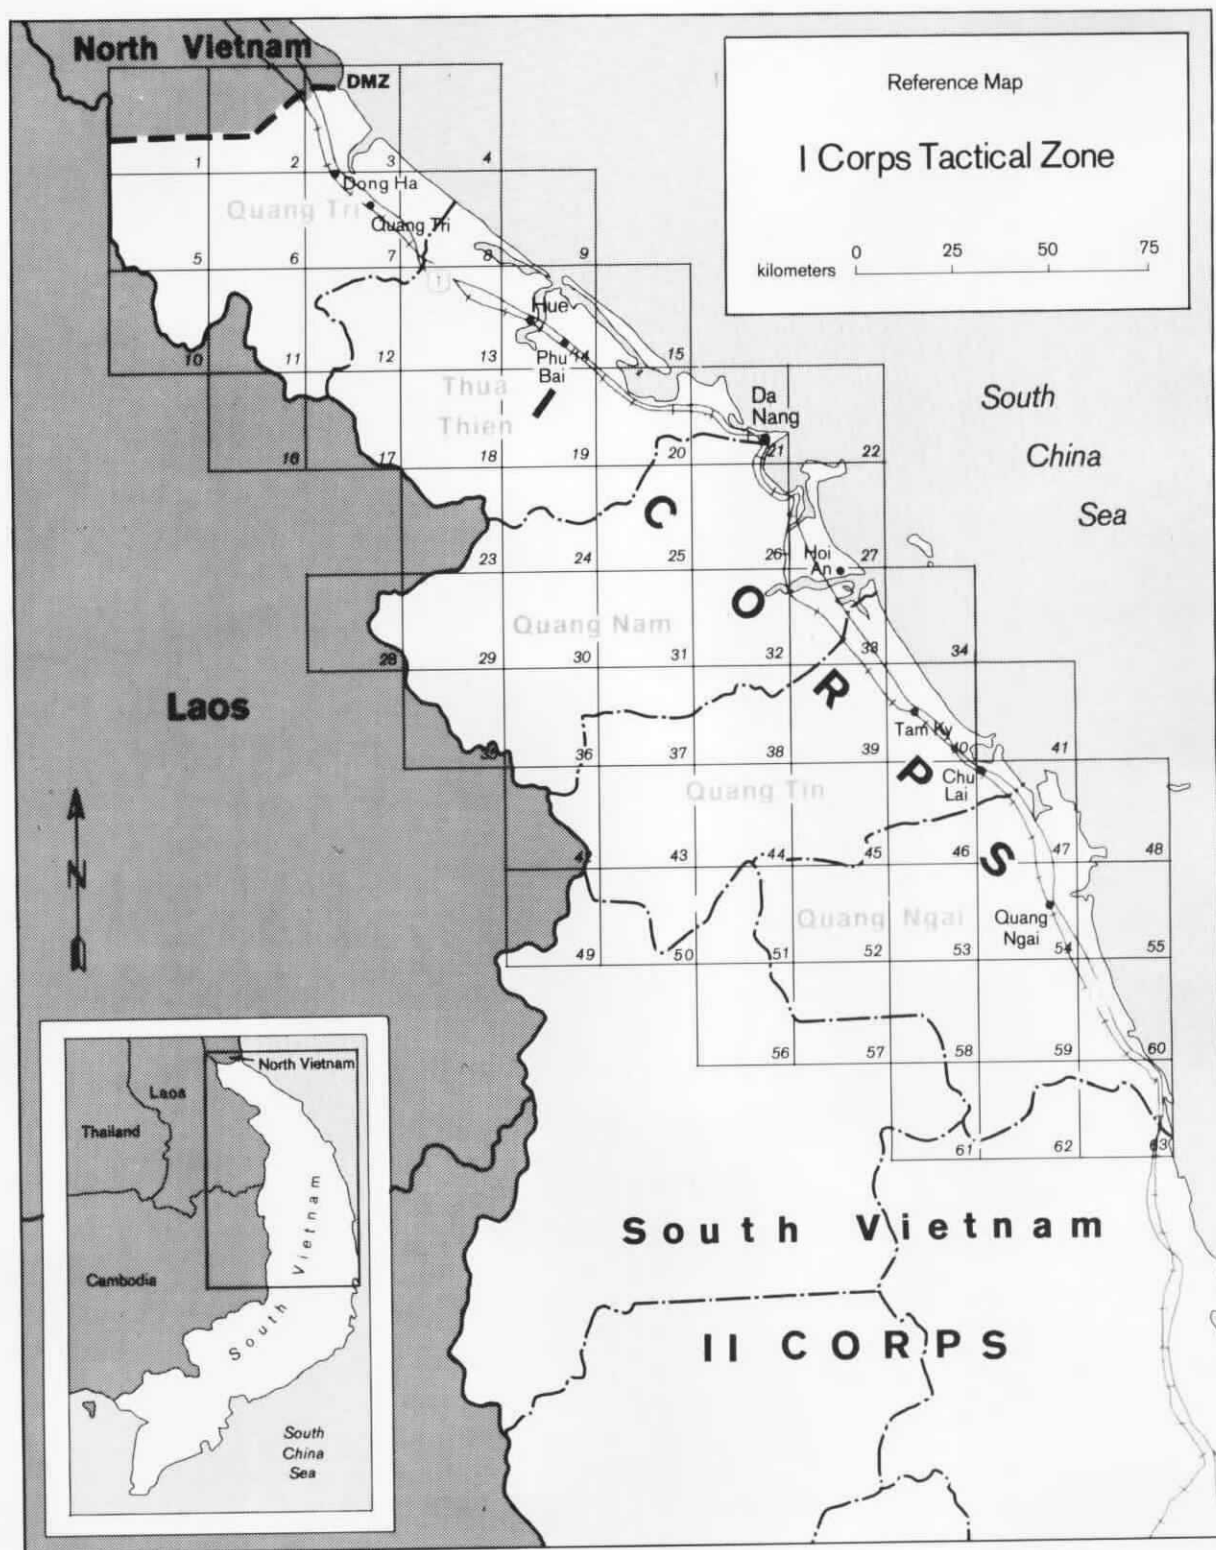 North Vietnam
DMZ
Reference Map
I Corps Tactical Zone
kilometers
0 25 50 75
1 2 3 4
Dong Ha
Quang Tri
Quang Tri
5 6 7 8 9
1
Hue
Phu
Bai
10 11 12 13 14 15
Thua
Thien
Da
Nang
16 17 18 19 20 21 22
South
China
Sea
23 24 25 26 27
Hoi
An
I CORPS
Quang Nam
28 29 30 31 32 33 34
Laos
Tam Ky
35 36 37 38 39 40 41
Chu
Lai
Quang Tin
42 43 44 45 46 47 48
Quang Ngai
Quang
Ngai
49 50 51 52 53 54 55
N
56 57 58 59 60
61 62 63
South Vietnam
II CORPS
North Vietnam
Laos
Thailand
Cambodia
South Vietnam
South
China
Sea